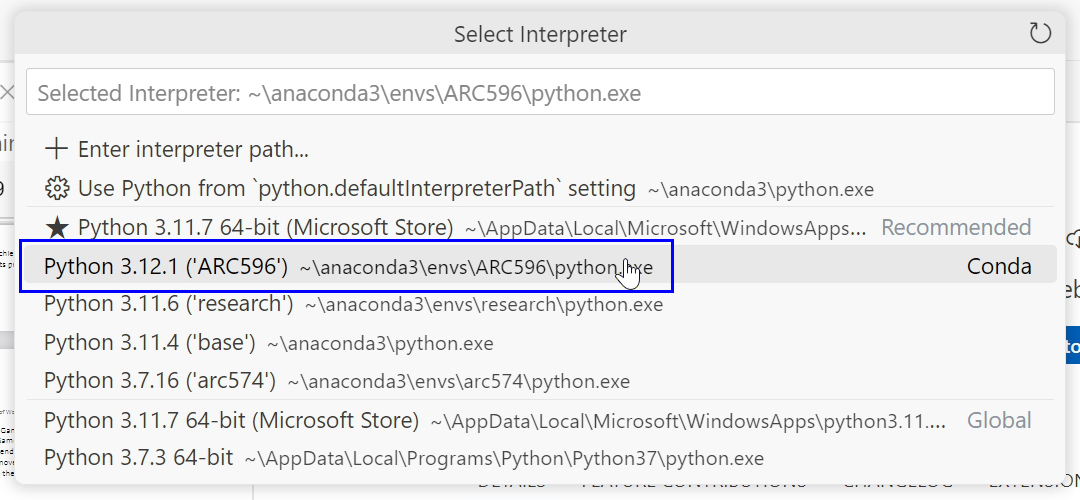 Select Interpreter
Selected Interpreter: ~\anaconda3\envs\ARC596\python.exe
Enter interpreter path...
Use Python from `python.defaultInterpreterPath` setting ~\anaconda3\python.exe
Python 3.11.7 64-bit (Microsoft Store) ~\AppData\Local\Microsoft\WindowsApps... Recommended
Python 3.12.1 ('ARC596') ~\anaconda3\envs\ARC596\python.exe Conda
Python 3.11.6 ('research') ~\anaconda3\envs\research\python.exe
Python 3.11.4 ('base') ~\anaconda3\python.exe
Python 3.7.16 ('arc574') ~\anaconda3\envs\arc574\python.exe
Python 3.11.7 64-bit (Microsoft Store) ~\AppData\Local\Microsoft\WindowsApps\python3.11.... Global
Python 3.7.3 64-bit ~\AppData\Local\Programs\Python\Python37\python.exe